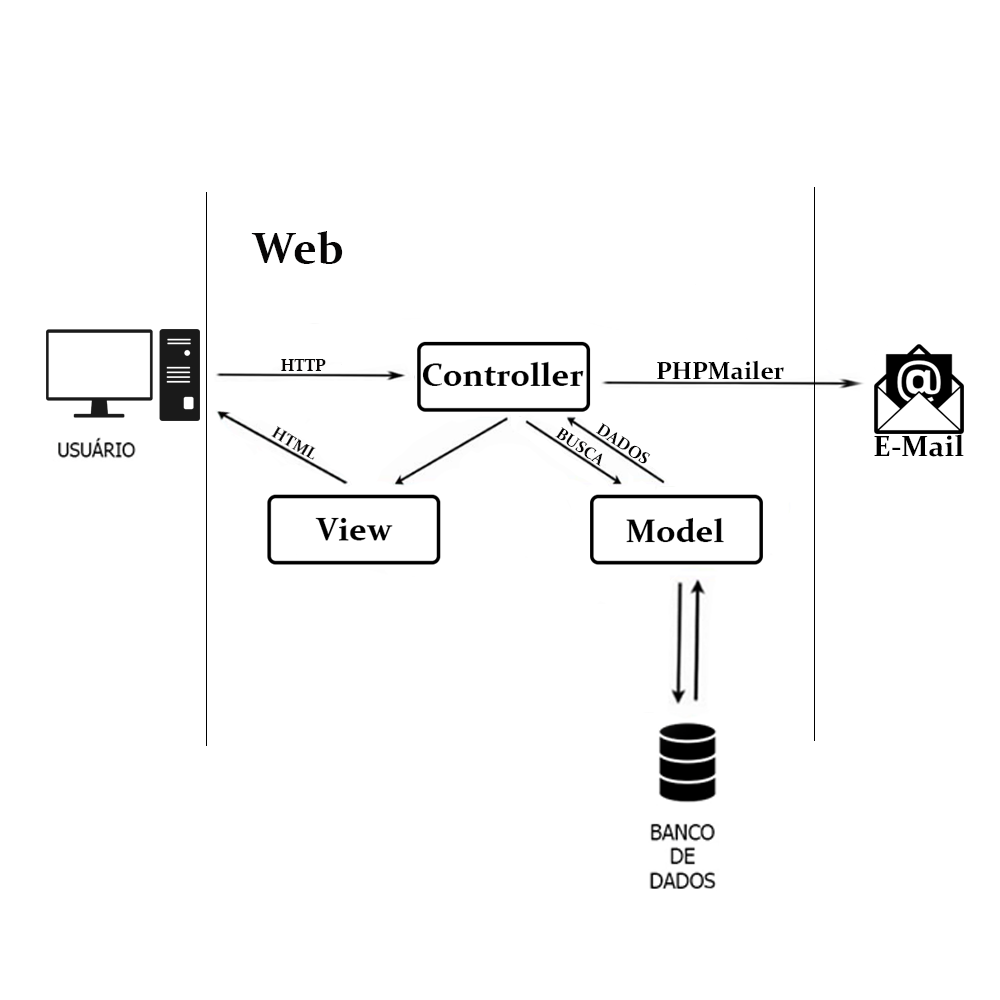 Web
HTTP
Controller
PHPMailer
USUÁRIO
HTML
BUSCA
DADOS
E-Mail
View
Model
BANCO
DE
DADOS